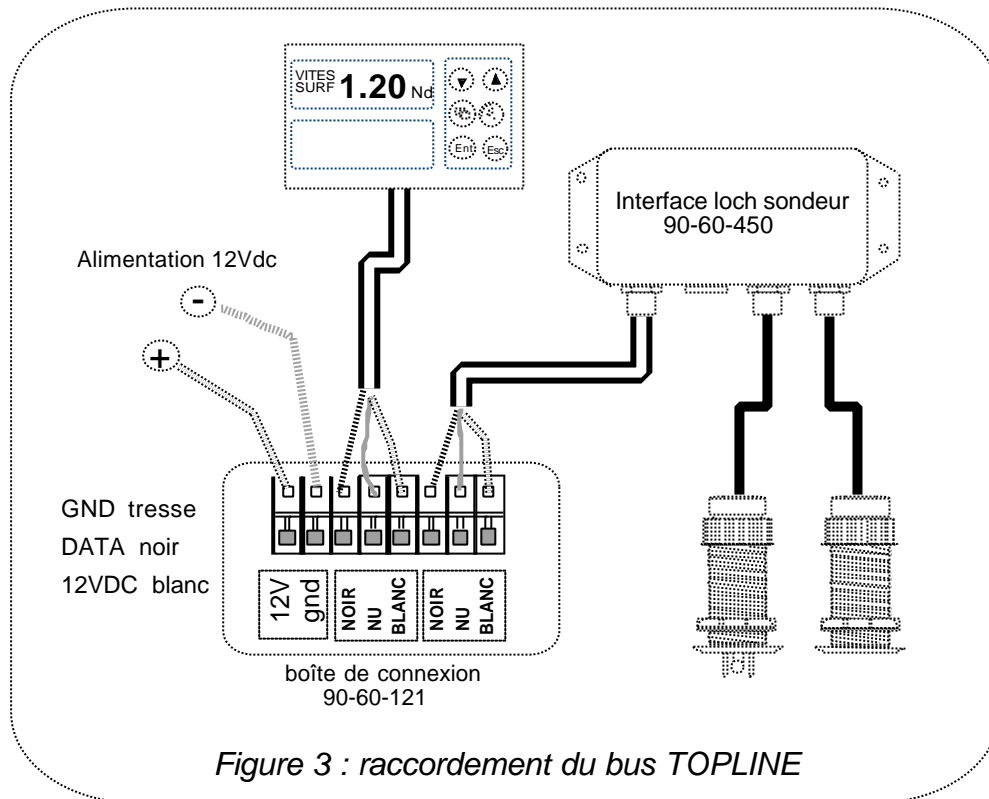 VITES
SURF 1.20 Nd
Ent Esc
Interface loch sondeur
90-60-450
Alimentation 12Vdc
-
+
GND tresse
DATA noir
12VDC blanc
12V
gnd
NOIR
NU
BLANC
NOIR
NU
BLANC
boîte de connexion
90-60-121
Figure 3 : raccordement du bus TOPLINE